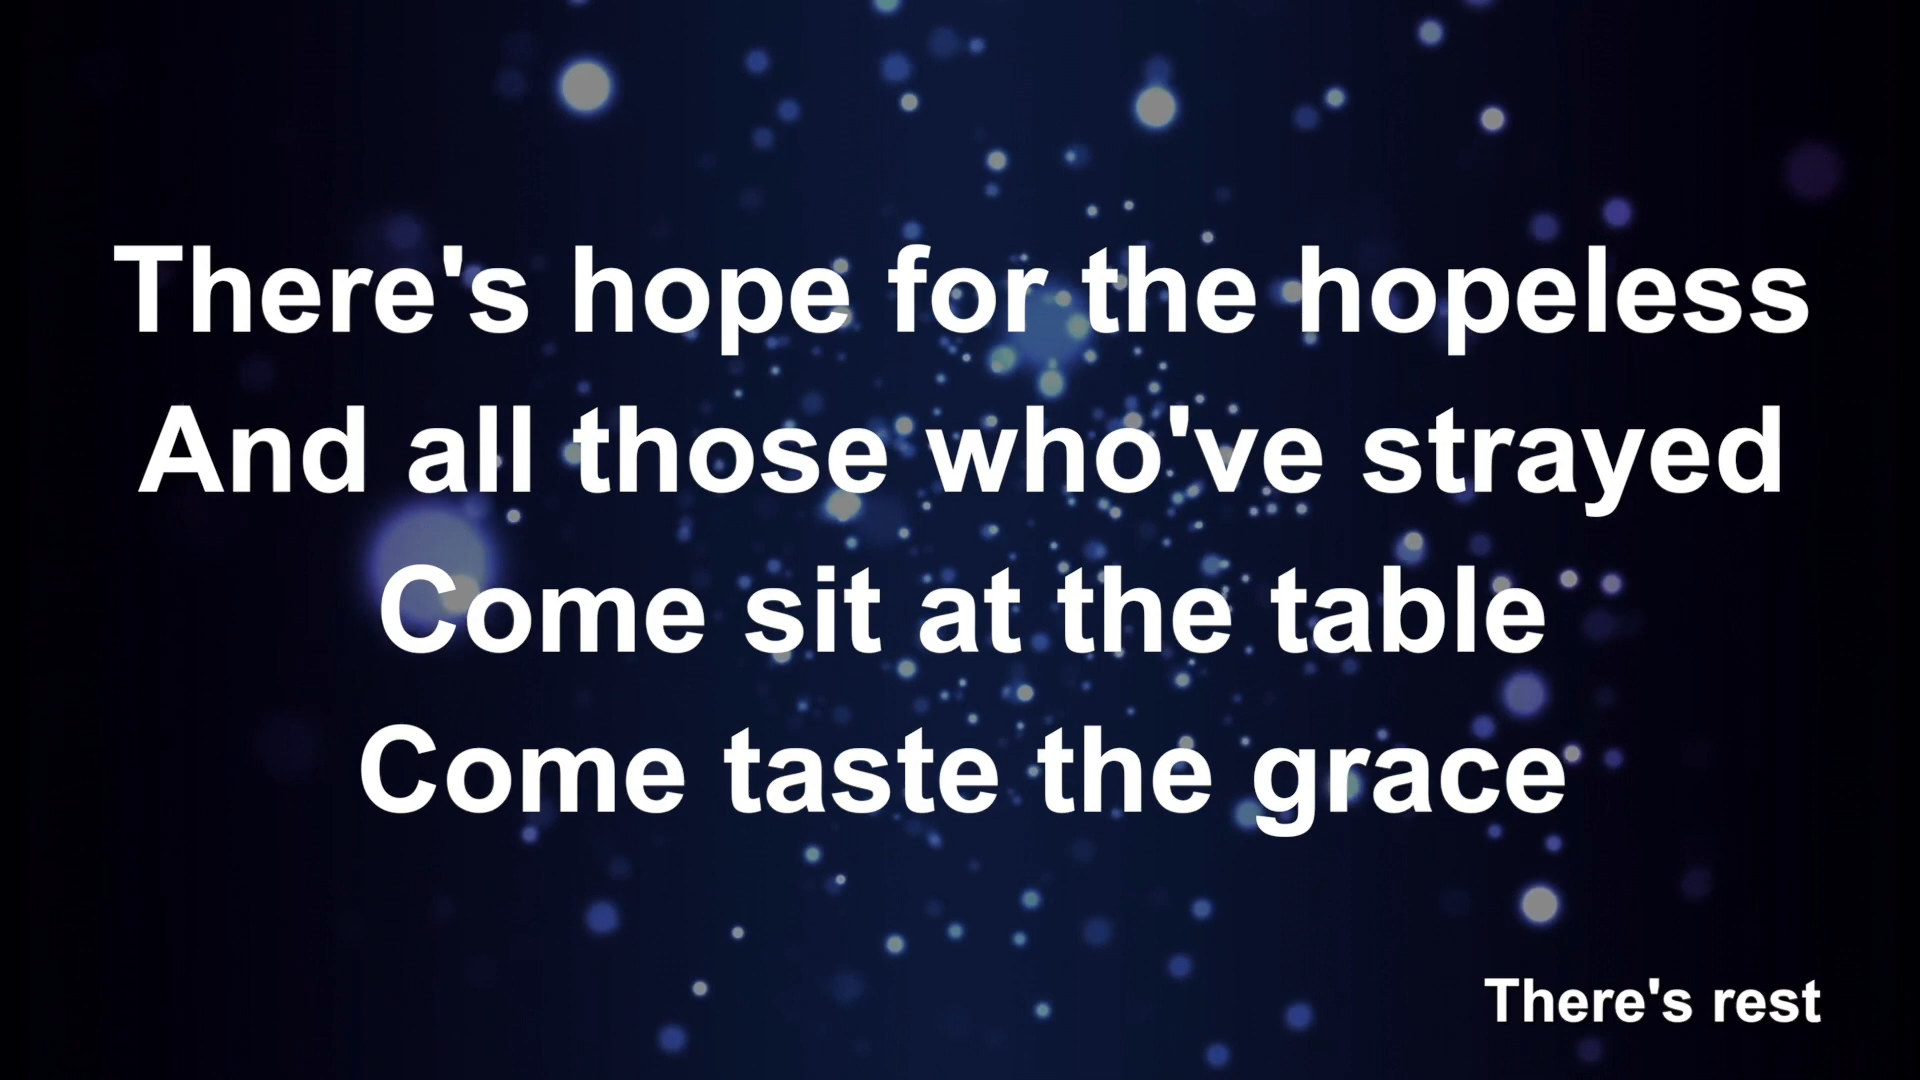 There's hope for the hopeless
And all those who've strayed
Come sit at the table
Come taste the grace
There's rest